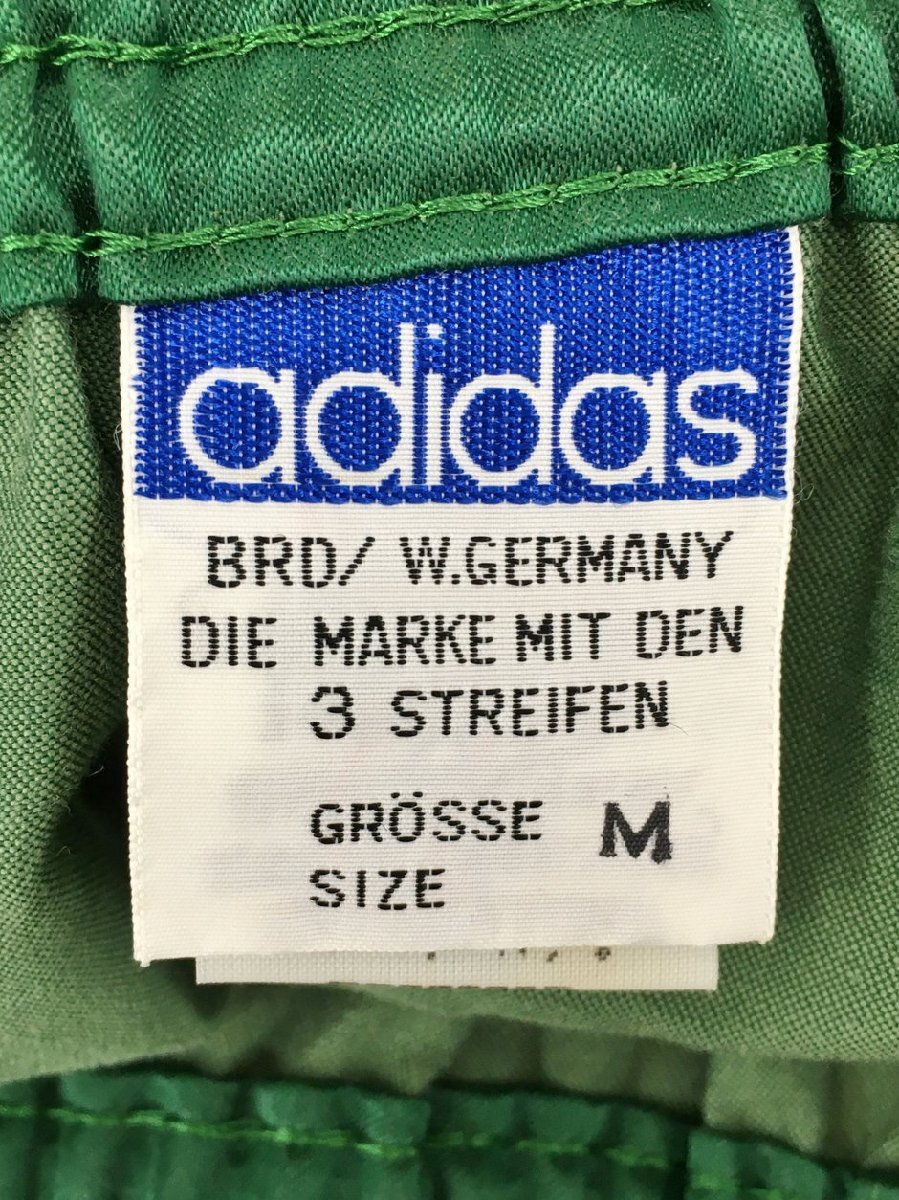 adidas
BRD/ W.GERMANY
DIE MARKE MIT DEN
3 STREIFEN
GRÖSSE M
SIZE